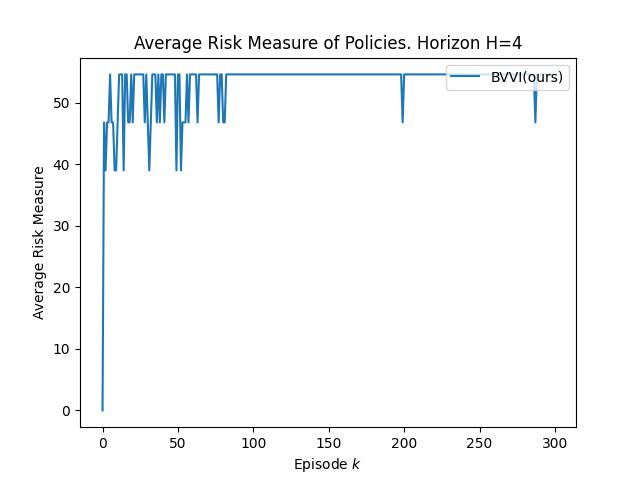 Average Risk Measure of Policies. Horizon H=4
BVVI(ours)
Average Risk Measure
50
40
30
20
10
0
0 50 100 150 200 250 300
Episode k